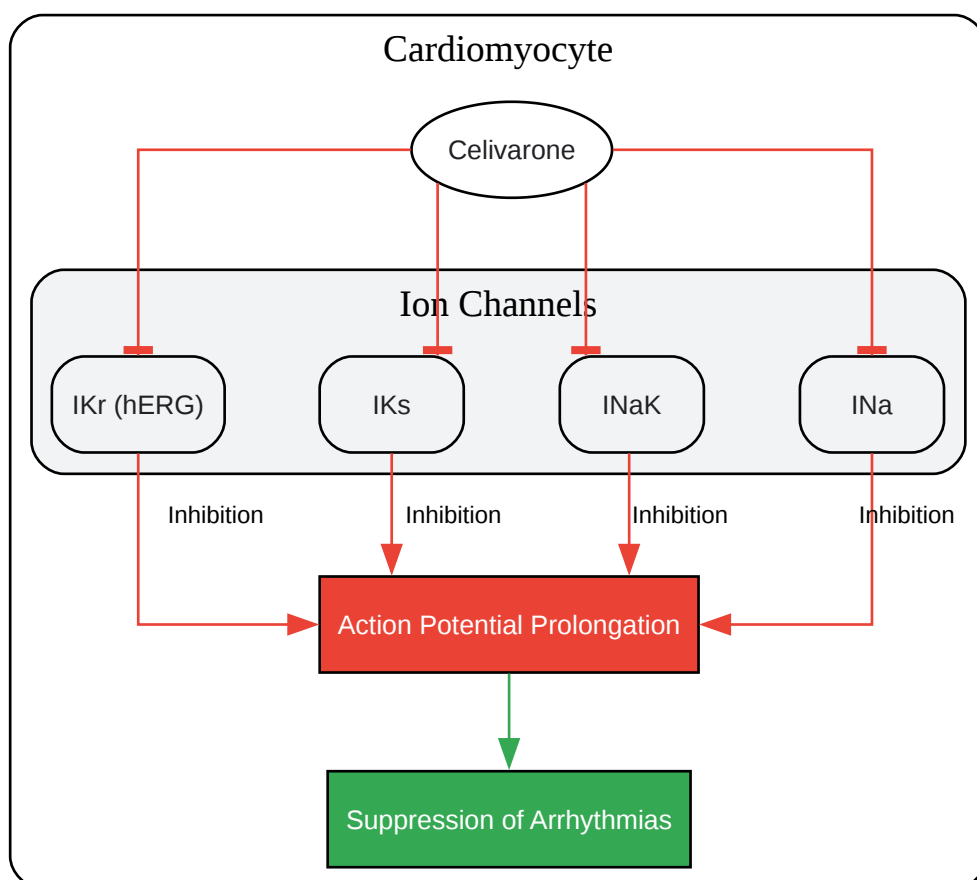 Cardiomyocyte
Celivarone
Ion Channels
IKr (hERG)
IKs
INaK
INa
Inhibition
Inhibition
Inhibition
Inhibition
Action Potential Prolongation
Suppression of Arrhythmias